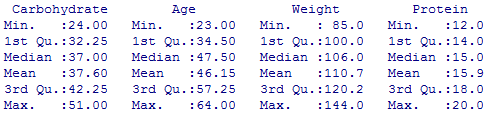 Carbohydrate Age Weight Protein
Min. :24.00 Min. :23.00 Min. : 85.0 Min. :12.0
1st Qu.:32.25 1st Qu.:34.50 1st Qu.:100.0 1st Qu.:14.0
Median :37.00 Median :47.50 Median :106.0 Median :15.0
Mean :37.60 Mean :46.15 Mean :110.7 Mean :15.9
3rd Qu.:42.25 3rd Qu.:57.25 3rd Qu.:120.2 3rd Qu.:18.0
Max. :51.00 Max. :64.00 Max. :144.0 Max. :20.0